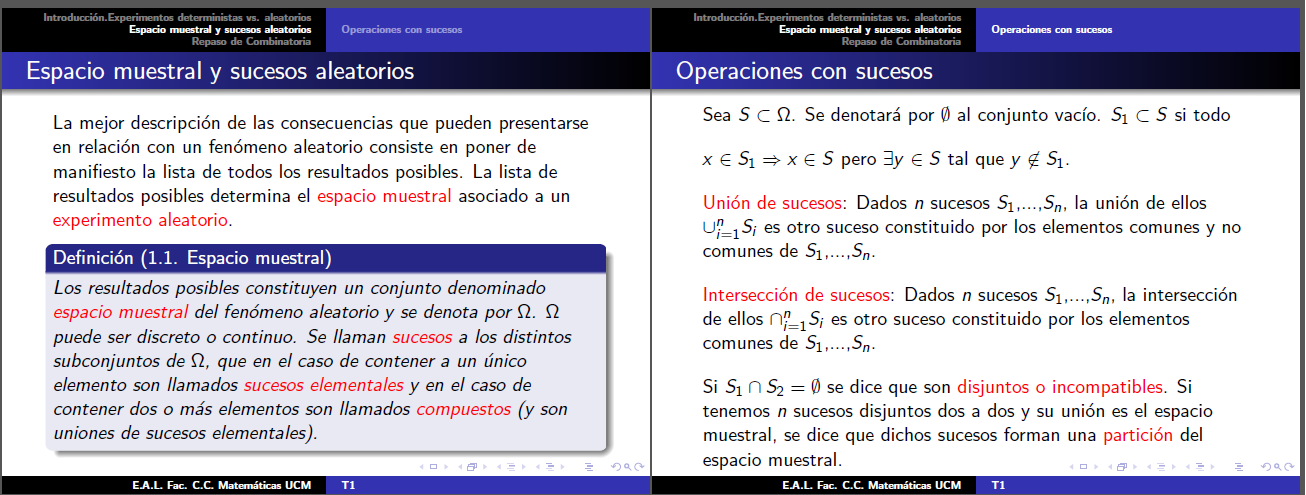 Introducción.Experimentos deterministas vs. aleatorios
Espacio muestral y sucesos aleatorios
Repaso de Combinatoria
Operaciones con sucesos
Espacio muestral y sucesos aleatorios
La mejor descripción de las consecuencias que pueden presentarse
en relación con un fenómeno aleatorio consiste en poner de
manifiesto la lista de todos los resultados posibles. La lista de
resultados posibles determina el espacio muestral asociado a un
experimento aleatorio.
Definición (1.1. Espacio muestral)
Los resultados posibles constituyen un conjunto denominado
espacio muestral del fenómeno aleatorio y se denota por Ω. Ω
puede ser discreto o continuo. Se llaman sucesos a los distintos
subconjuntos de Ω, que en el caso de contener a un único
elemento son llamados sucesos elementales y en el caso de
contener dos o más elementos son llamados compuestos (y son
uniones de sucesos elementales).
E.A.L. Fac. C.C. Matemáticas UCM
T1
Introducción.Experimentos deterministas vs. aleatorios
Espacio muestral y sucesos aleatorios
Repaso de Combinatoria
Operaciones con sucesos
Operaciones con sucesos
Sea S ⊂ Ω. Se denotará por ∅ al conjunto vacío. S₁ ⊂ S si todo
x ∈ S₁ ⇒ x ∈ S pero ∃y ∈ S tal que y ∉ S₁.
Unión de sucesos: Dados n sucesos S₁,...,Sₙ, la unión de ellos
∪ⁿᵢ₌₁Sᵢ es otro suceso constituido por los elementos comunes y no
comunes de S₁,...,Sₙ.
Intersección de sucesos: Dados n sucesos S₁,...,Sₙ, la intersección
de ellos ∩ⁿᵢ₌₁Sᵢ es otro suceso constituido por los elementos
comunes de S₁,...,Sₙ.
Si S₁ ∩ S₂ = ∅ se dice que son disjuntos o incompatibles. Si
tenemos n sucesos disjuntos dos a dos y su unión es el espacio
muestral, se dice que dichos sucesos forman una partición del
espacio muestral.
E.A.L. Fac. C.C. Matemáticas UCM
T1